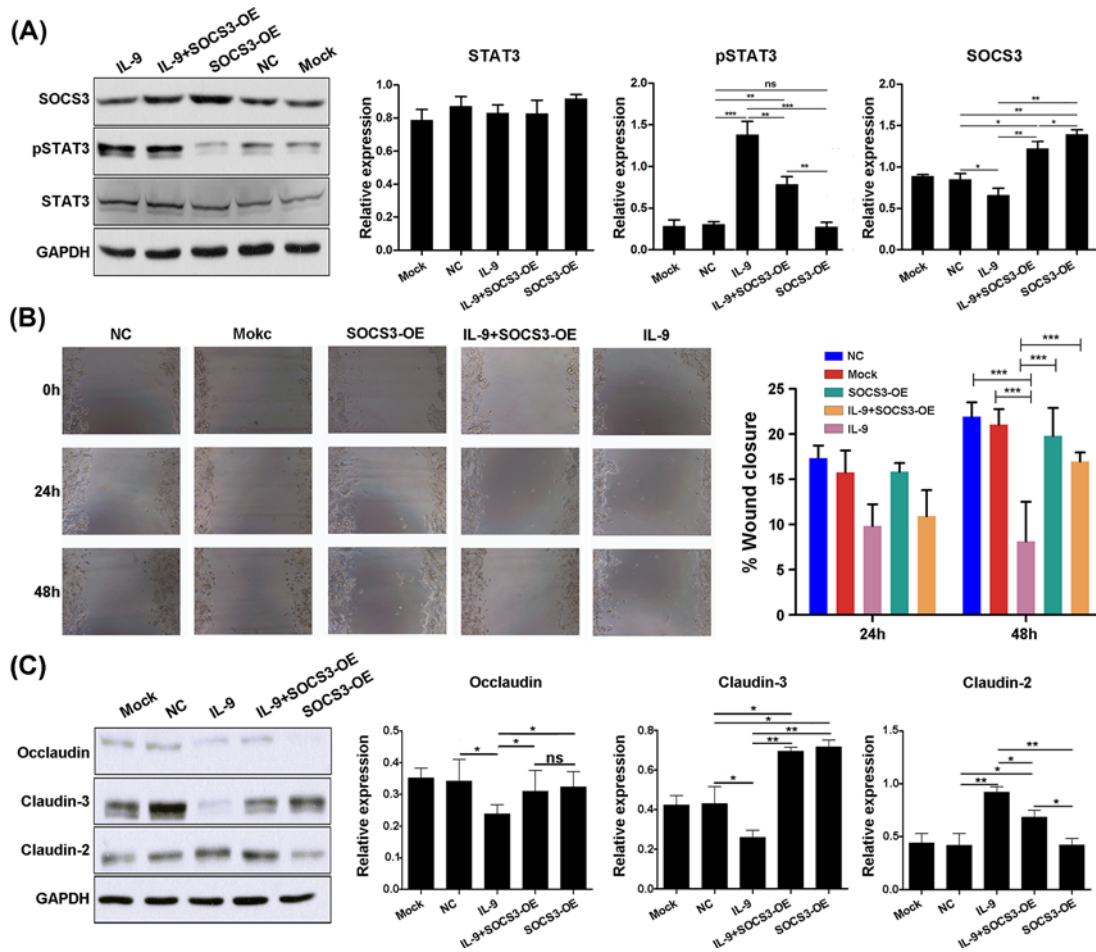 (A)
IL-9
IL-9+SOCS3-OE
SOCS3-OE
NC
Mock
SOCS3
pSTAT3
STAT3
GAPDH
STAT3
Relative expression
1.0
0.8
0.6
0.4
0.2
0.0
Mock
NC
IL-9
IL-9+SOCS3-OE
SOCS3-OE
pSTAT3
Relative expression
2.0
1.5
1.0
0.5
0.0
ns
**
***
*** **
**
Mock
NC
IL-9
IL-9+SOCS3-OE
SOCS3-OE
SOCS3
Relative expression
2.0
1.5
1.0
0.5
0.0
**
**
* *
**
*
Mock
NC
IL-9
IL-9+SOCS3-OE
SOCS3-OE
(B)
NC
Mokc
SOCS3-OE
IL-9+SOCS3-OE
IL-9
0h
24h
48h
NC
Mock
SOCS3-OE
IL-9+SOCS3-OE
IL-9
***
***
***
***
% Wound closure
25
20
15
10
5
0
24h
48h
(C)
Mock
NC
IL-9
IL-9+SOCS3-OE
SOCS3-OE
Occlaudin
Claudin-3
Claudin-2
GAPDH
Occlaudin
Relative expression
0.5
0.4
0.3
0.2
0.1
0.0
*
* *
ns
Mock
NC
IL-9
IL-9+SOCS3-OE
SOCS3-OE
Claudin-3
Relative expression
0.8
0.6
0.4
0.2
0.0
*
*
**
**
*
Mock
NC
IL-9
IL-9+SOCS3-OE
SOCS3-OE
Claudin-2
Relative expression
1.5
1.0
0.5
0.0
**
*
*
**
*
Mock
NC
IL-9
IL-9+SOCS3-OE
SOCS3-OE